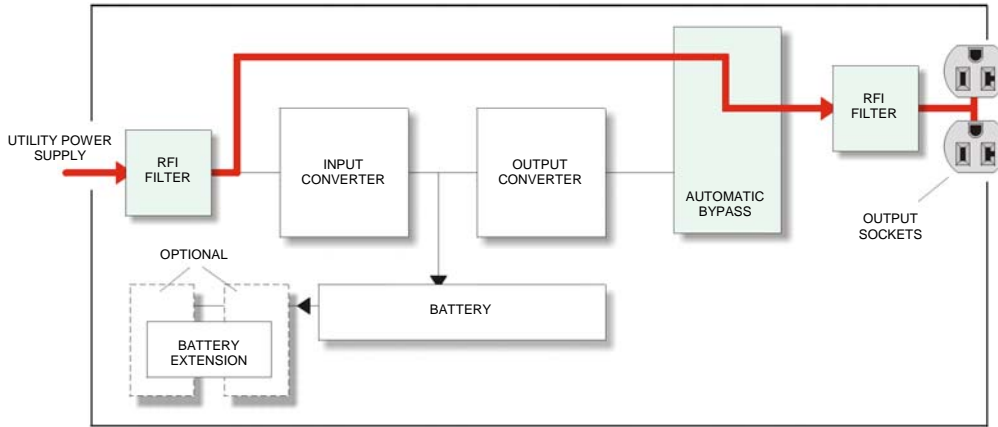 UTILITY POWER
SUPPLY
RFI
FILTER
INPUT
CONVERTER
OUTPUT
CONVERTER
AUTOMATIC
BYPASS
RFI
FILTER
OUTPUT
SOCKETS
OPTIONAL
BATTERY
EXTENSION
BATTERY